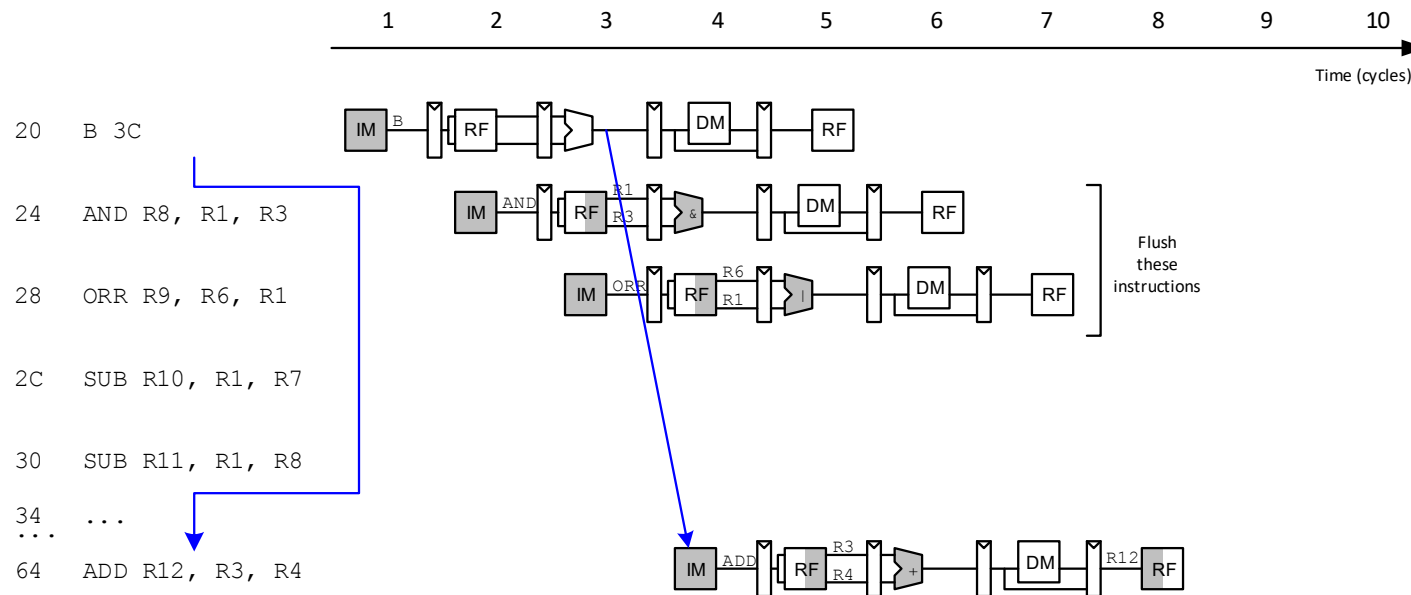 1 2 3 4 5 6 7 8 9 10
Time (cycles)
20 B 3C
IM B RF DM RF
24 AND R8, R1, R3
IM AND RF R1 R3 & DM RF
28 ORR R9, R6, R1
IM ORR RF R6 R1 | DM RF
Flush
these
instructions
2C SUB R10, R1, R7
30 SUB R11, R1, R8
34 ...
...
64 ADD R12, R3, R4
IM ADD RF R3 R4 + DM R12 RF